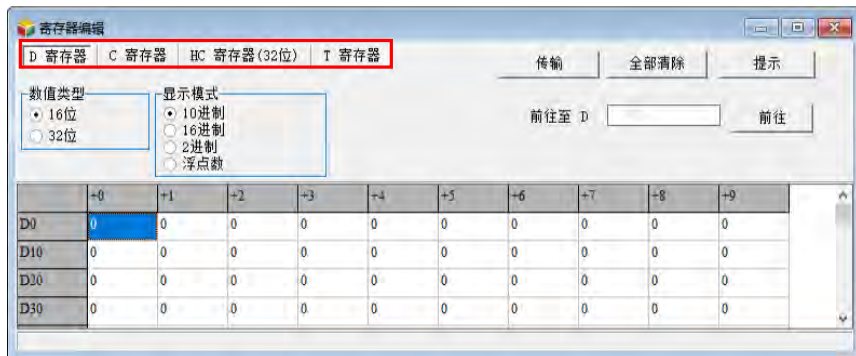 寄存器编辑
D 寄存器 C 寄存器 HC 寄存器(32位) T 寄存器
传输 全部清除 提示
数值类型 显示模式
16位 10进制
32位 16进制
2进制
浮点数
前往至 D 前往
+0 +1 +2 +3 +4 +5 +6 +7 +8 +9
D0 0 0 0 0 0 0 0 0 0 0
D10 0 0 0 0 0 0 0 0 0 0
D20 0 0 0 0 0 0 0 0 0 0
D30 0 0 0 0 0 0 0 0 0 0